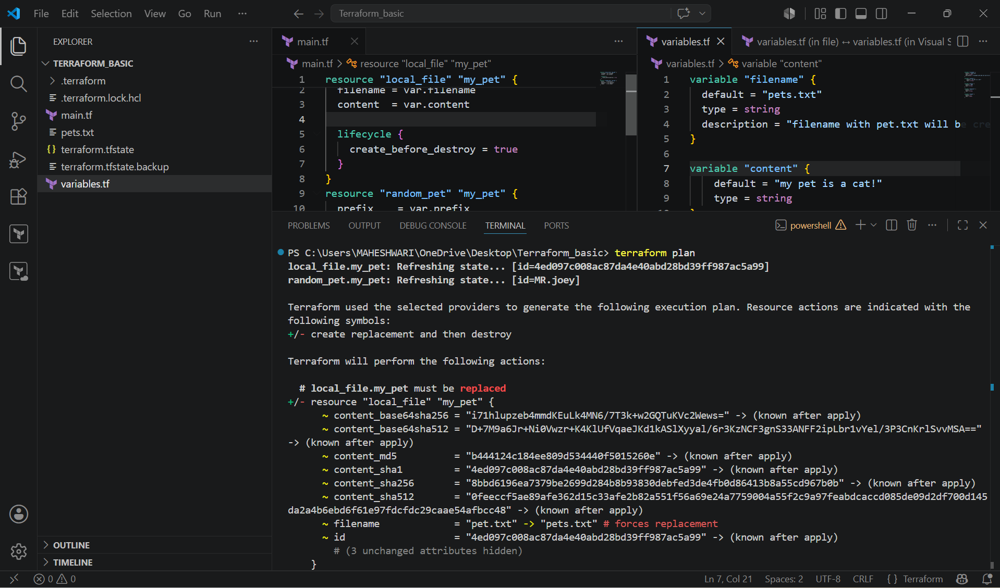 File Edit Selection View Go Run ···
Terraform_basic
EXPLORER
TERRAFORM_BASIC
.terraform
.terraform.lock.hcl
main.tf
pets.txt
terraform.tfstate
terraform.tfstate.backup
variables.tf
OUTLINE
TIMELINE
main.tf
main.tf > resource "local_file" "my_pet"
1 resource "local_file" "my_pet" {
2 filename = var.filename
3 content = var.content
4
5 lifecycle {
6 create_before_destroy = true
7 }
8 }
9 resource "random_pet" "my_pet" {
10 prefix = var.prefix
variables.tf
variables.tf (in file) ↔ variables.tf (in Visual S
variables.tf > variable "content"
1 variable "filename" {
2 default = "pets.txt"
3 type = string
4 description = "filename with pet.txt will be cre
5 }
6
7 variable "content" {
8 default = "my pet is a cat!"
9 type = string
PROBLEMS OUTPUT DEBUG CONSOLE TERMINAL PORTS
powershell
PS C:\Users\MAHESHWARI\OneDrive\Desktop\Terraform_basic> terraform plan
local_file.my_pet: Refreshing state... [id=4ed097c008ac87da4e40abd28bd39ff987ac5a99]
random_pet.my_pet: Refreshing state... [id=MR.joey]
Terraform used the selected providers to generate the following execution plan. Resource actions are indicated with the
following symbols:
+/- create replacement and then destroy
Terraform will perform the following actions:
# local_file.my_pet must be replaced
+/- resource "local_file" "my_pet" {
~ content_base64sha256 = "i71hlupzeb4mmdKEuLk4MN6/7T3k+w2GQTuKVc2Wews=" -> (known after apply)
~ content_base64sha512 = "D+7M9a6Jr+Ni0Vwzr+K4KlUfVqaeJKd1kASlXyyal/6r3KzNCF3gnS33ANFF2ipLbr1vYel/3P3CnKrlSvvMSA=="
-> (known after apply)
~ content_md5 = "b444124c184ee809d534440f5015260e" -> (known after apply)
~ content_sha1 = "4ed097c008ac87da4e40abd28bd39ff987ac5a99" -> (known after apply)
~ content_sha256 = "8bbd6196ea7379be2699d284b8b93830debfed3de4fb0d86413b8a55cd967b0b" -> (known after apply)
~ content_sha512 = "0feeccf5ae89afe362d15c33afe2b82a551f56a69e24a7759004a55f2c9a97feabdcaccd085de09d2df700d145
da2a4b6ebd6f61e97fdcfdc29caae54afbcc48" -> (known after apply)
~ filename = "pet.txt" -> "pets.txt" # forces replacement
~ id = "4ed097c008ac87da4e40abd28bd39ff987ac5a99" -> (known after apply)
# (3 unchanged attributes hidden)
}
0 0
Ln 7, Col 21 Spaces: 2 UTF-8 CRLF { } Terraform